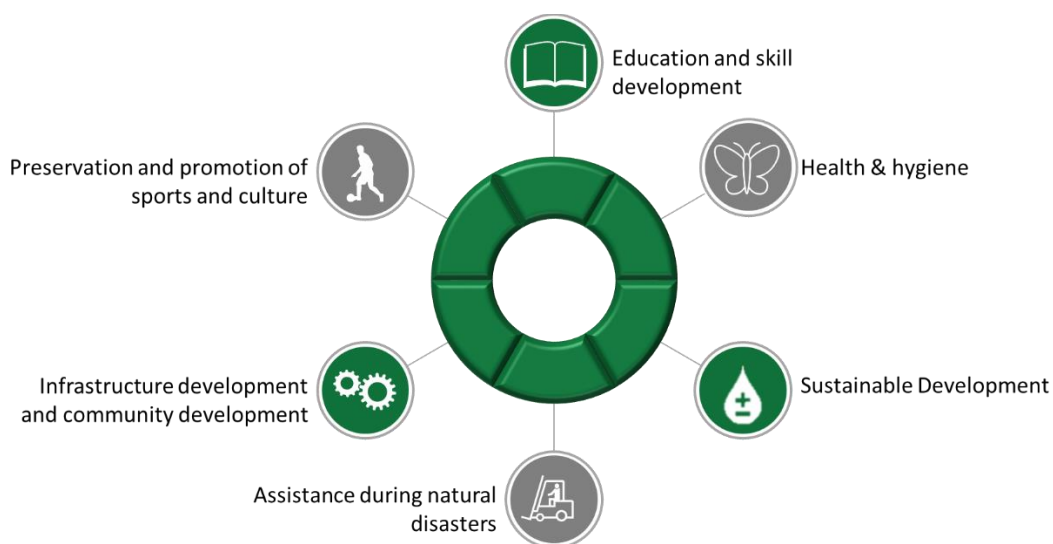 Education and skill
development
Health & hygiene
Sustainable Development
Assistance during natural
disasters
Infrastructure development
and community development
Preservation and promotion of
sports and culture